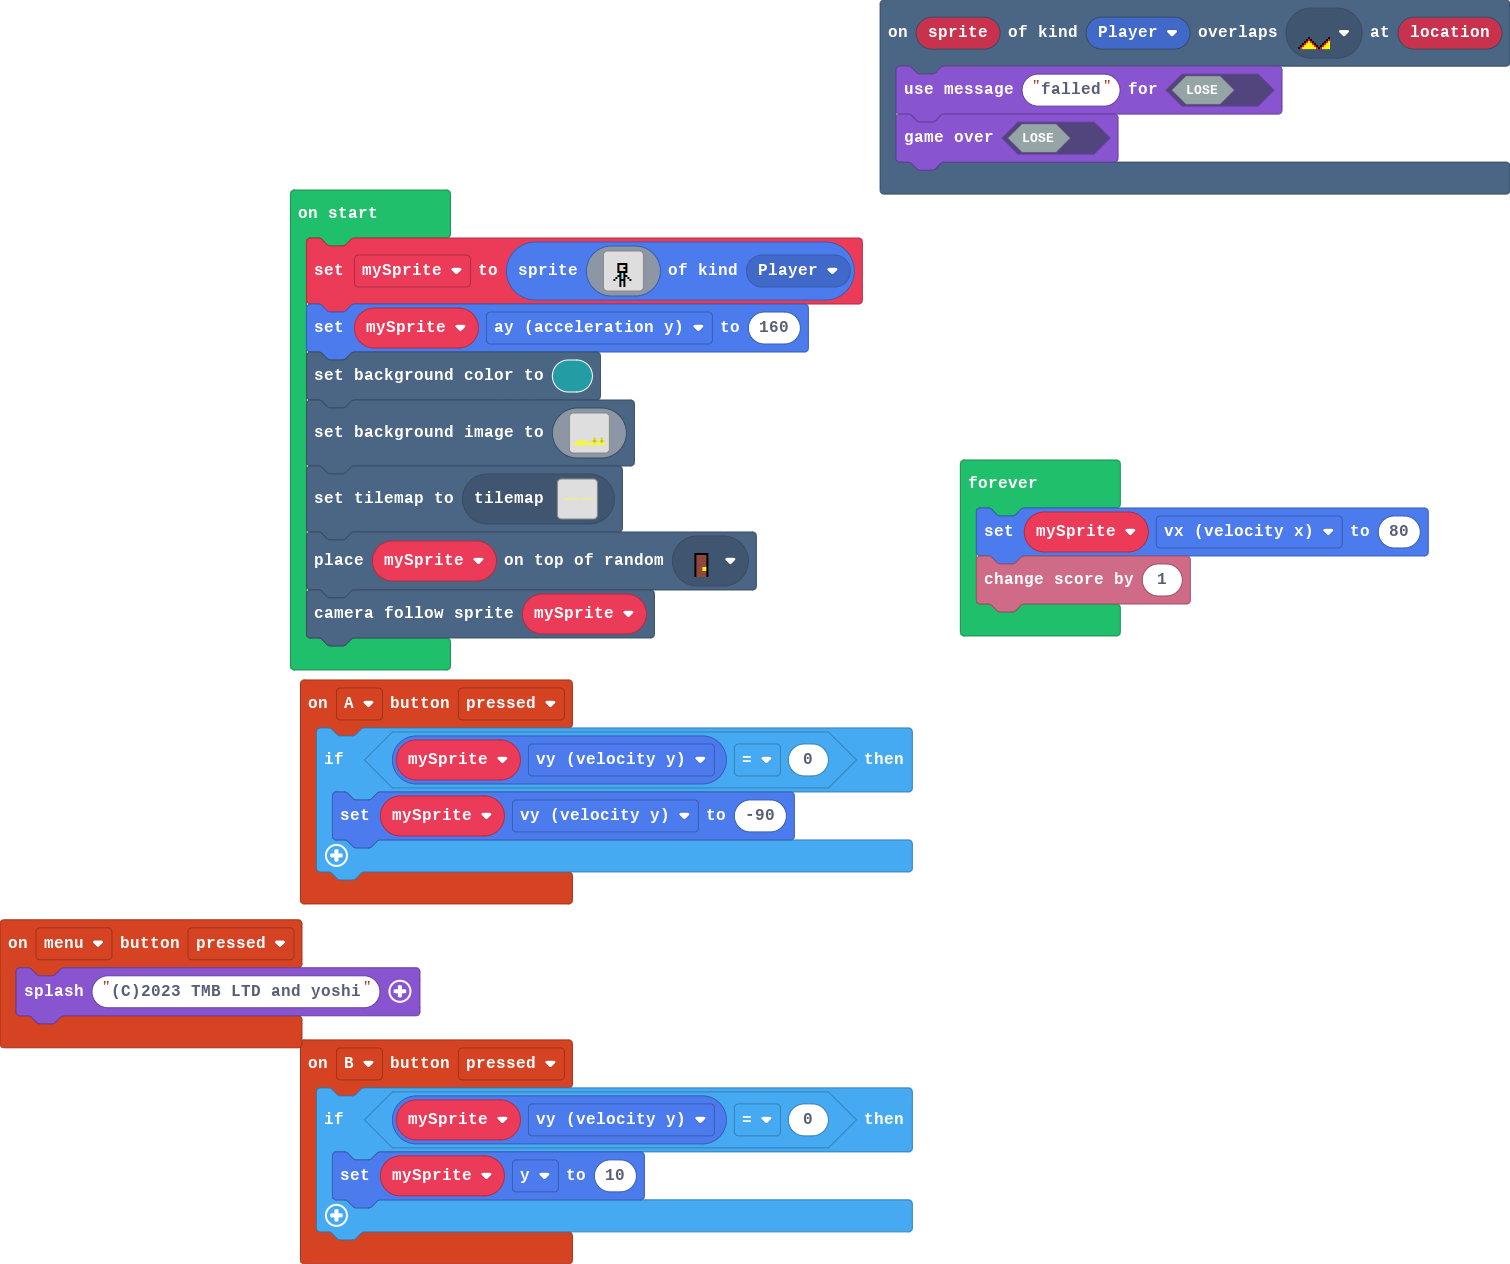 on sprite of kind Player overlaps at location
use message "falled" for LOSE
game over LOSE
on start
set mySprite to sprite of kind Player
set mySprite ay (acceleration y) to 160
set background color to
set background image to
set tilemap to tilemap
place mySprite on top of random
camera follow sprite mySprite
forever
set mySprite vx (velocity x) to 80
change score by 1
on A button pressed
if mySprite vy (velocity y) = 0 then
set mySprite vy (velocity y) to -90
on menu button pressed
splash "(C)2023 TMB LTD and yoshi"
on B button pressed
if mySprite vy (velocity y) = 0 then
set mySprite y to 10